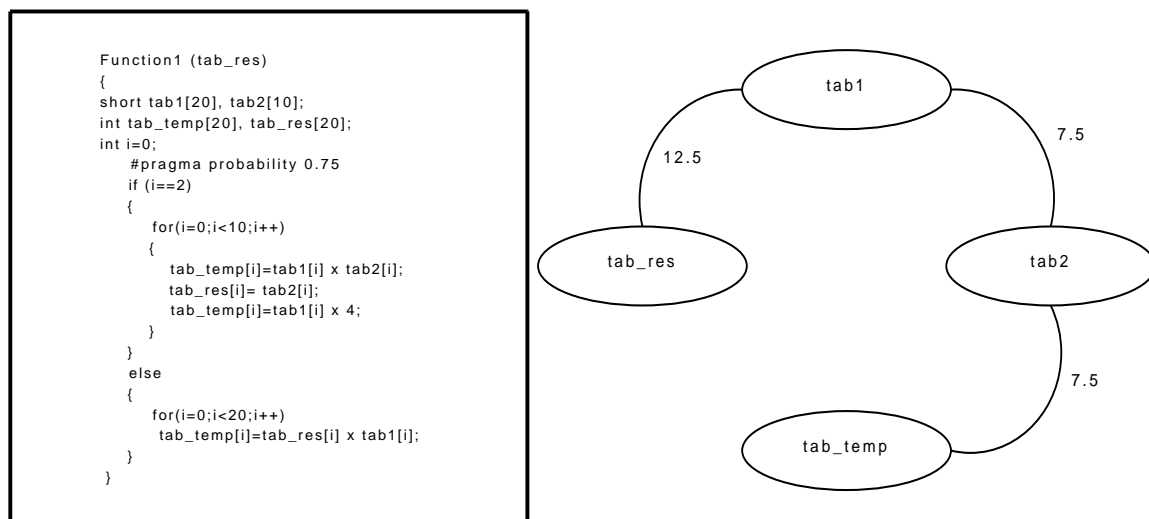 Function1 (tab_res)
{
short tab1[20], tab2[10];
int tab_temp[20], tab_res[20];
int i=0;
#pragma probability 0.75
if (i==2)
{
for(i=0;i<10;i++)
{
tab_temp[i]=tab1[i] x tab2[i];
tab_res[i]= tab2[i];
tab_temp[i]=tab1[i] x 4;
}
}
else
{
for(i=0;i<20;i++)
tab_temp[i]=tab_res[i] x tab1[i];
}
}
tab1
12.5
7.5
tab_res
tab2
7.5
tab_temp